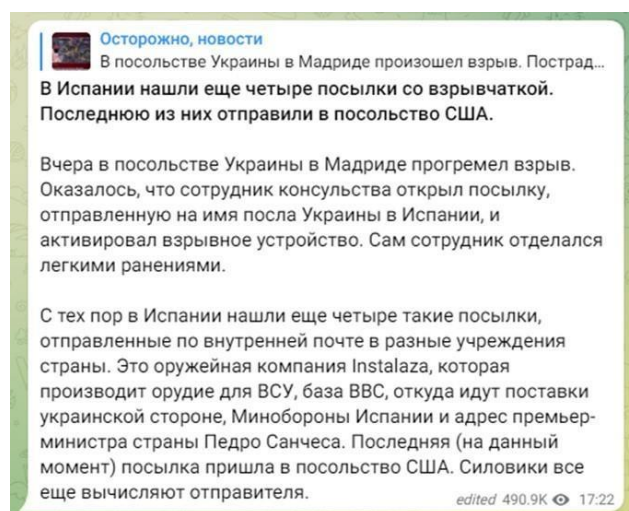 Осторожно, новости
В посольстве Украины в Мадриде произошел взрыв. Пострад...
В Испании нашли еще четыре посылки со взрывчаткой.
Последнюю из них отправили в посольство США.
Вчера в посольстве Украины в Мадриде прогремел взрыв.
Оказалось, что сотрудник консульства открыл посылку,
отправленную на имя посла Украины в Испании, и
активировал взрывное устройство. Сам сотрудник отделался
легкими ранениями.
С тех пор в Испании нашли еще четыре такие посылки,
отправленные по внутренней почте в разные учреждения
страны. Это оружейная компания Instalaza, которая
производит орудие для ВСУ, база ВВС, откуда идут поставки
украинской стороне, Минобороны Испании и адрес премьер-
министра страны Педро Санчеса. Последняя (на данный
момент) посылка пришла в посольство США. Силовики все
еще вычисляют отправителя.
edited 490.9K 17:22